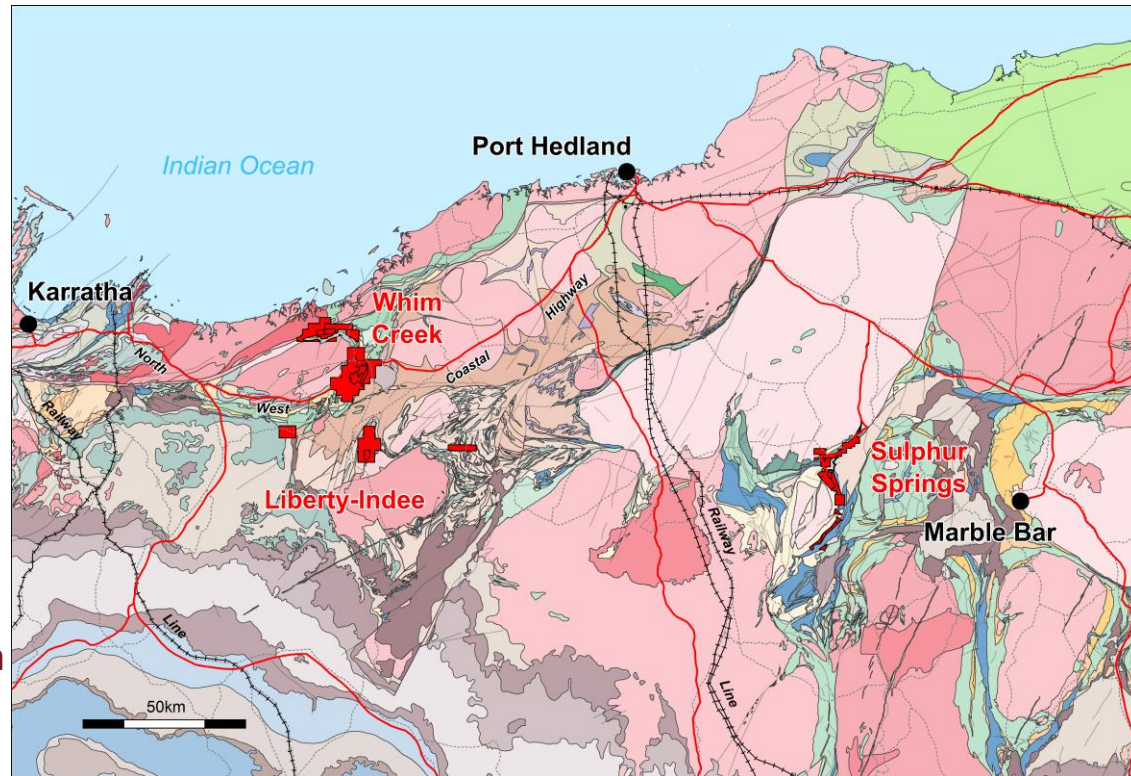 Port Hedland
Indian Ocean
Karratha
Whim
Creek
Highway
North
Coastal
West
Railway
Sulphur
Springs
Liberty-Indee
Marble Bar
Railway
Line
Line
50km